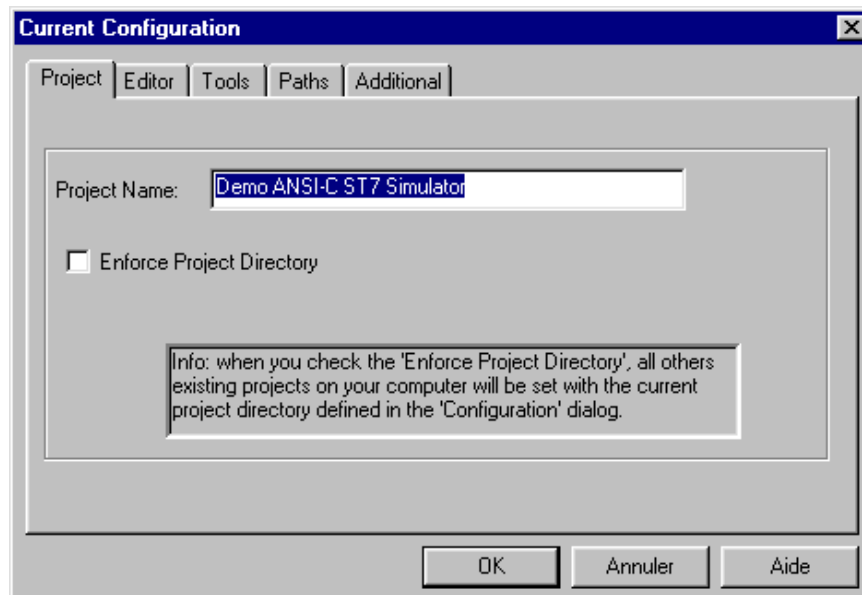 Current Configuration
Project Editor Tools Paths Additional
Project Name: Demo ANSI-C ST7 Simulator
Enforce Project Directory
Info: when you check the 'Enforce Project Directory', all others
existing projects on your computer will be set with the current
project directory defined in the 'Configuration' dialog.
OK Annuler Aide